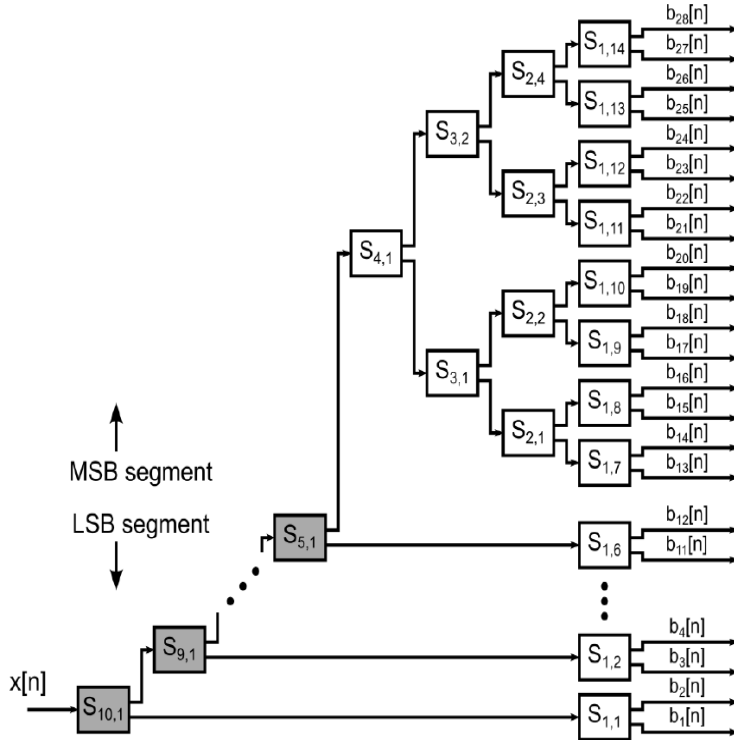 b28[n]
S1,14
b27[n]
S2,4
b26[n]
S1,13
b25[n]
S3,2
b24[n]
S1,12
b23[n]
S2,3
b22[n]
S1,11
b21[n]
S4,1
b20[n]
S1,10
b19[n]
S2,2
b18[n]
S1,9
b17[n]
S3,1
b16[n]
S1,8
b15[n]
S2,1
b14[n]
S1,7
b13[n]
MSB segment
LSB segment
S5,1
b12[n]
S1,6
b11[n]
S9,1
b4[n]
S1,2
b3[n]
x[n]
S10,1
b2[n]
S1,1
b1[n]